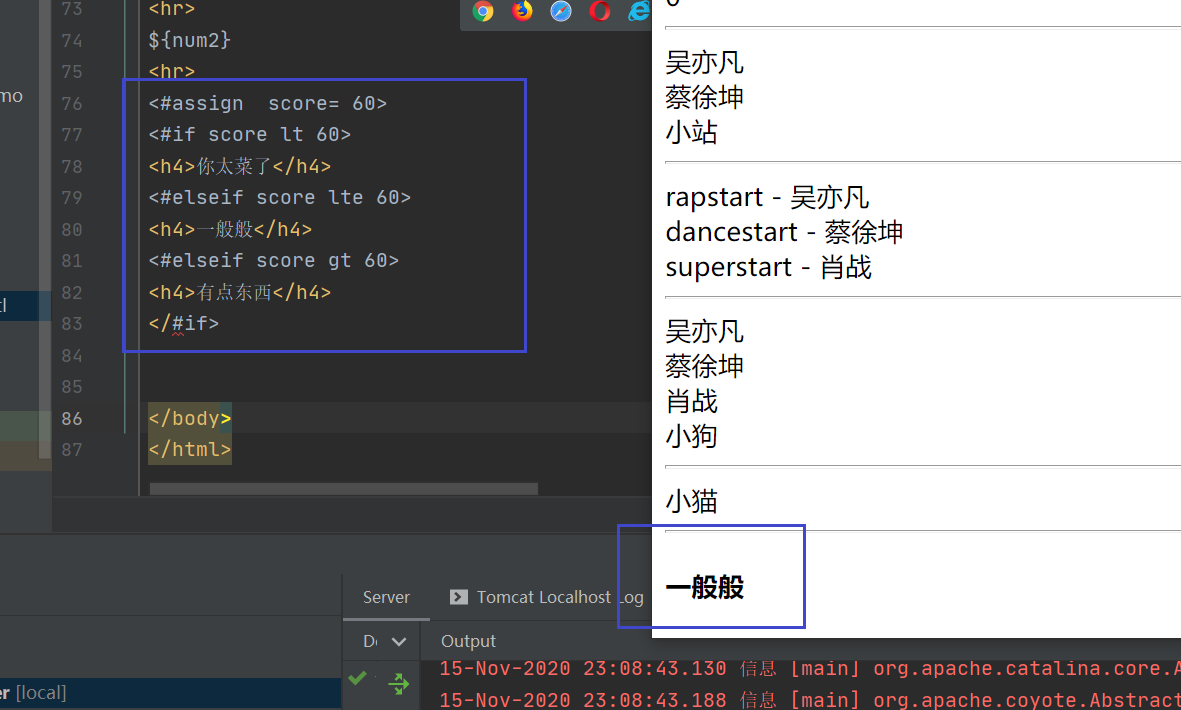 mo
tl
73 <hr>
74 ${num2}
75 <hr>
76 <#assign  score= 60>
77 <#if score lt 60>
78 <h4>你太菜了</h4>
79 <#elseif score lte 60>
80 <h4>一般般</h4>
81 <#elseif score gt 60>
82 <h4>有点东西</h4>
83 </#if>
84
85
86 </body>
87 </html>
吴亦凡
蔡徐坤
小站
rapstart - 吴亦凡
dancestart - 蔡徐坤
superstart - 肖战
吴亦凡
蔡徐坤
肖战
小狗
小猫
一般般
Server
Tomcat Localhost Log
Output
er [local]
15-Nov-2020 23:08:43.130 信息 [main] org.apache.catalina.core.A
15-Nov-2020 23:08:43.188 信息 [main] org.apache.coyote.Abstract